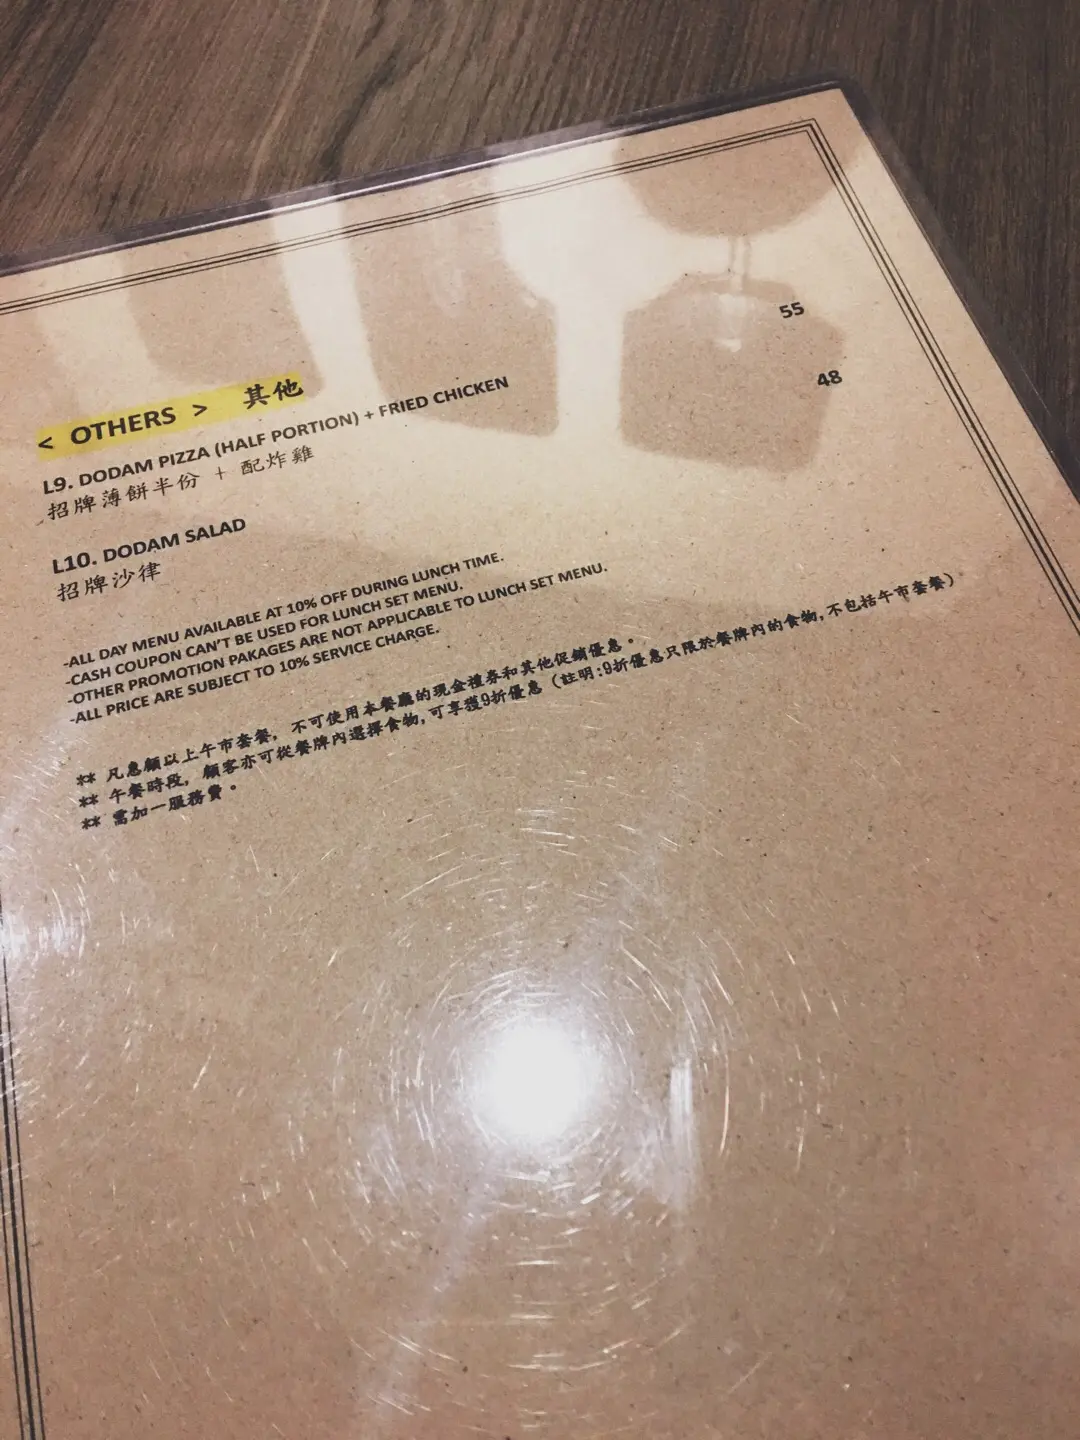 < OTHERS > 其他
L9. DODAM PIZZA (HALF PORTION) + FRIED CHICKEN 55
招牌薄餅半份 + 配炸雞
L10. DODAM SALAD 48
招牌沙律
-ALL DAY MENU AVAILABLE AT 10% OFF DURING LUNCH TIME.
-CASH COUPON CAN'T BE USED FOR LUNCH SET MENU.
-OTHER PROMOTION PAKAGES ARE NOT APPLICABLE TO LUNCH SET MENU.
-ALL PRICE ARE SUBJECT TO 10% SERVICE CHARGE.
** 凡惠顧以上午市套餐, 不可使用本餐廳的現金禮券和其他促銷優惠。
** 午餐時段, 顧客亦可從餐牌內選擇食物,可享獲9折優惠 (註明:9折優惠只限於餐牌內的食物,不包括午市套餐)
** 需加一服務費。